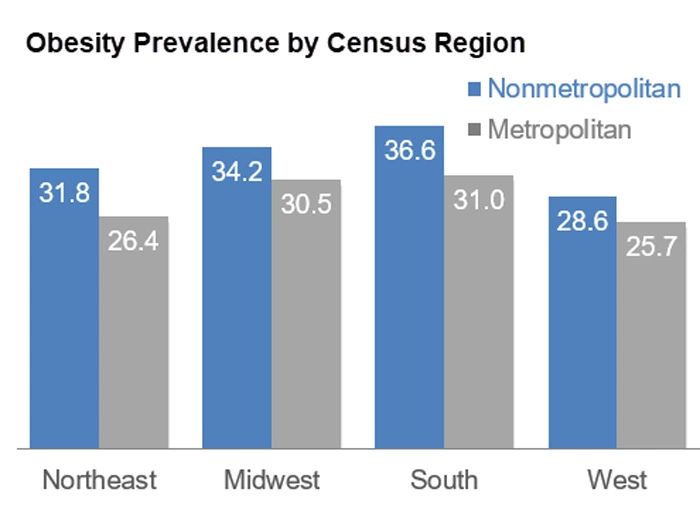 Obesity Prevalence by Census Region
Nonmetropolitan
Metropolitan
31.8
26.4
34.2
30.5
36.6
31.0
28.6
25.7
Northeast
Midwest
South
West